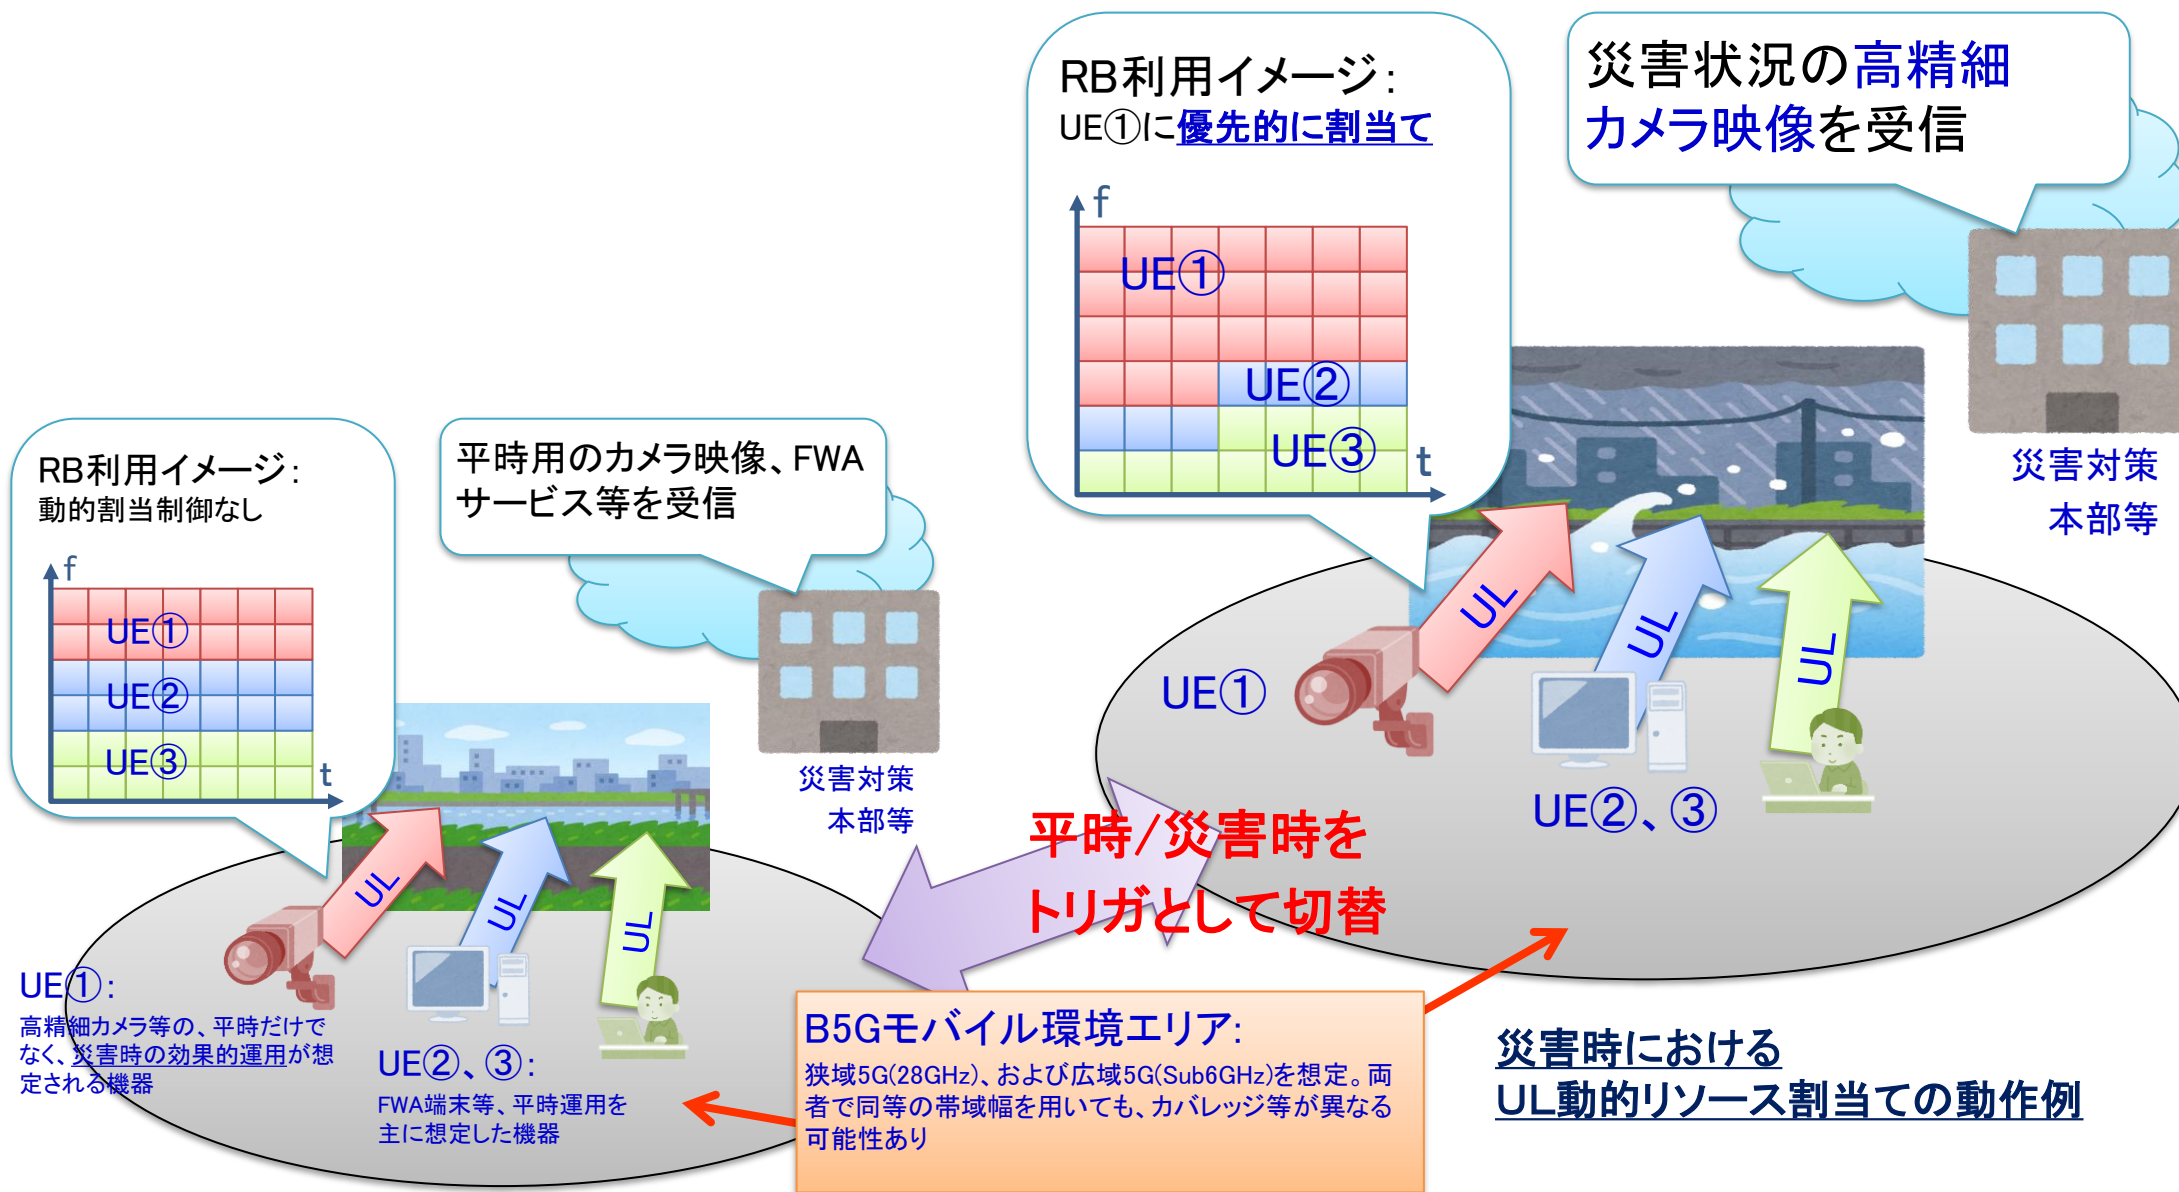 RB利用イメージ:
動的割当制御なし
f
UE①
UE②
UE③
t
平時用のカメラ映像、FWA
サービス等を受信
災害対策
本部等
UL
UL
UL
UE①:
高精細カメラ等の、平時だけで
なく、災害時の効果的運用が想
定される機器
UE②、③:
FWA端末等、平時運用を
主に想定した機器
RB利用イメージ:
UE①に優先的に割当て
f
UE①
UE②
UE③
t
災害状況の高精細
カメラ映像を受信
災害対策
本部等
UL
UL
UL
UE①
UE②、③
平時/災害時を
トリガとして切替
B5Gモバイル環境エリア:
狭域5G(28GHz)、および広域5G(Sub6GHz)を想定。両
者で同等の帯域幅を用いても、カバレッジ等が異なる
可能性あり
災害時における
UL動的リソース割当ての動作例